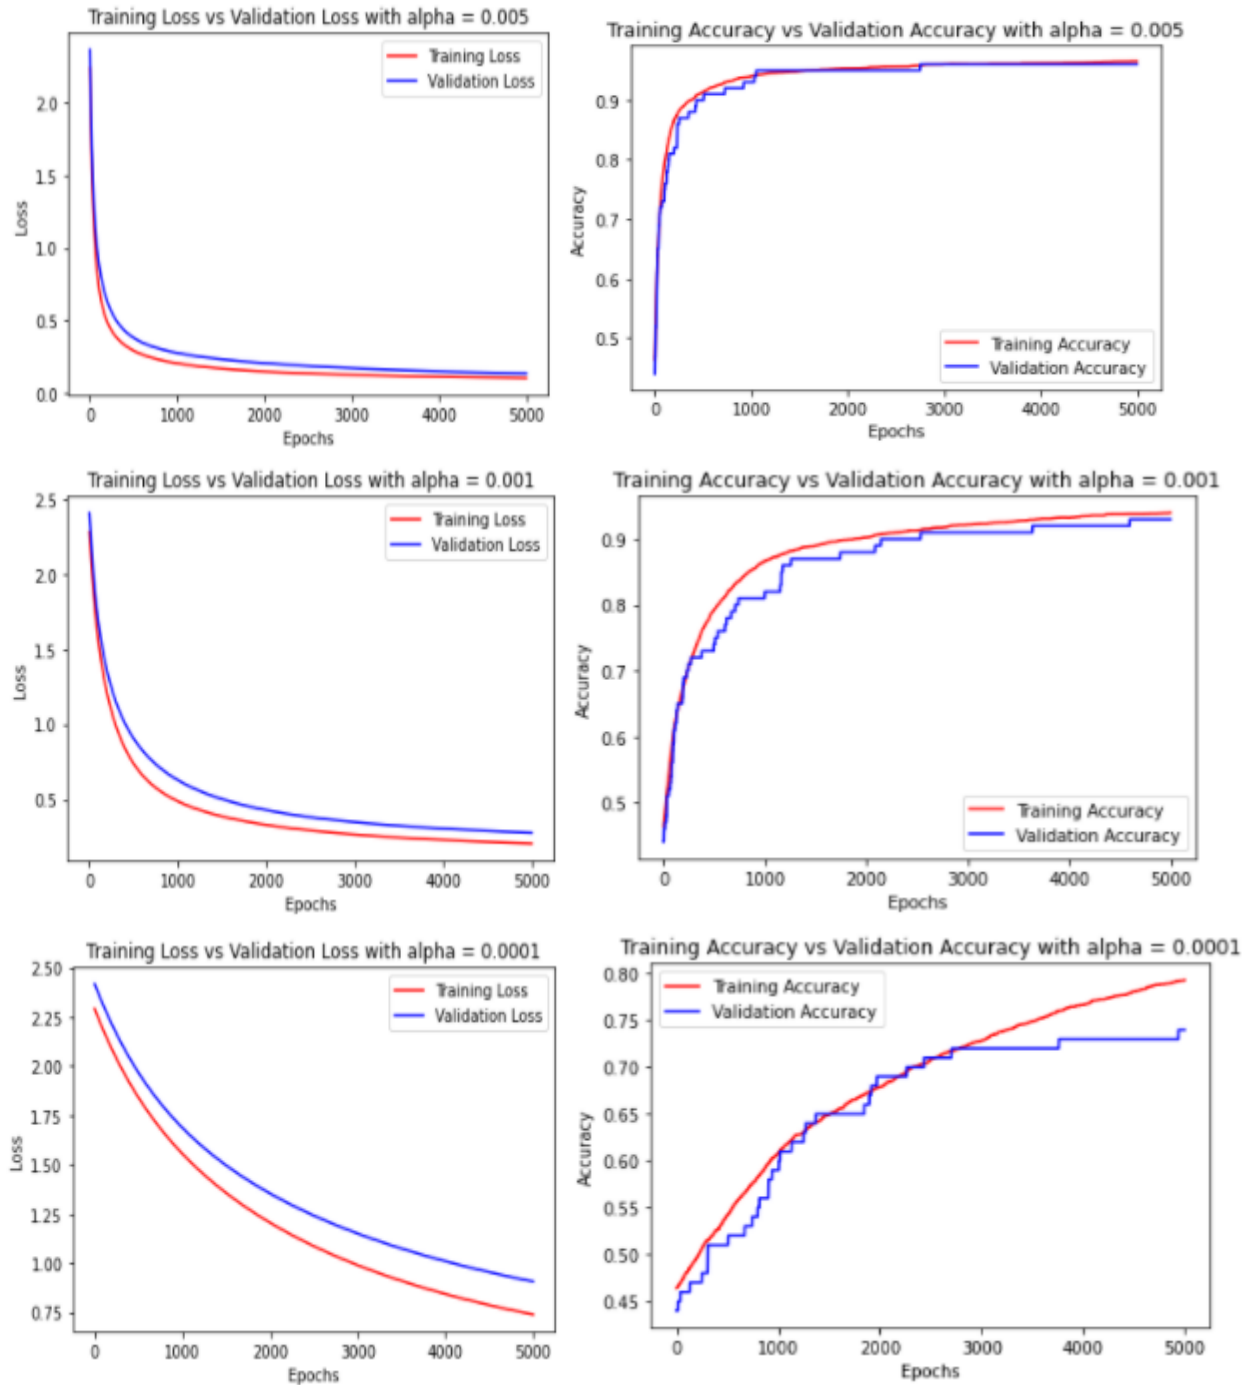 Training Loss vs Validation Loss with alpha = 0.005
Training Loss
Validation Loss
2.0
1.5
1.0
0.5
0.0
Loss
0 1000 2000 3000 4000 5000
Epochs
Training Accuracy vs Validation Accuracy with alpha = 0.005
0.9
0.8
0.7
0.6
0.5
Accuracy
Training Accuracy
Validation Accuracy
0 1000 2000 3000 4000 5000
Epochs
Training Loss vs Validation Loss with alpha = 0.001
Training Loss
Validation Loss
2.5
2.0
1.5
1.0
0.5
Loss
0 1000 2000 3000 4000 5000
Epochs
Training Accuracy vs Validation Accuracy with alpha = 0.001
0.9
0.8
0.7
0.6
0.5
Accuracy
Training Accuracy
Validation Accuracy
0 1000 2000 3000 4000 5000
Epochs
Training Loss vs Validation Loss with alpha = 0.0001
Training Loss
Validation Loss
2.50
2.25
2.00
1.75
1.50
1.25
1.00
0.75
Loss
0 1000 2000 3000 4000 5000
Epochs
Training Accuracy vs Validation Accuracy with alpha = 0.0001
Training Accuracy
Validation Accuracy
0.80
0.75
0.70
0.65
0.60
0.55
0.50
0.45
Accuracy
0 1000 2000 3000 4000 5000
Epochs